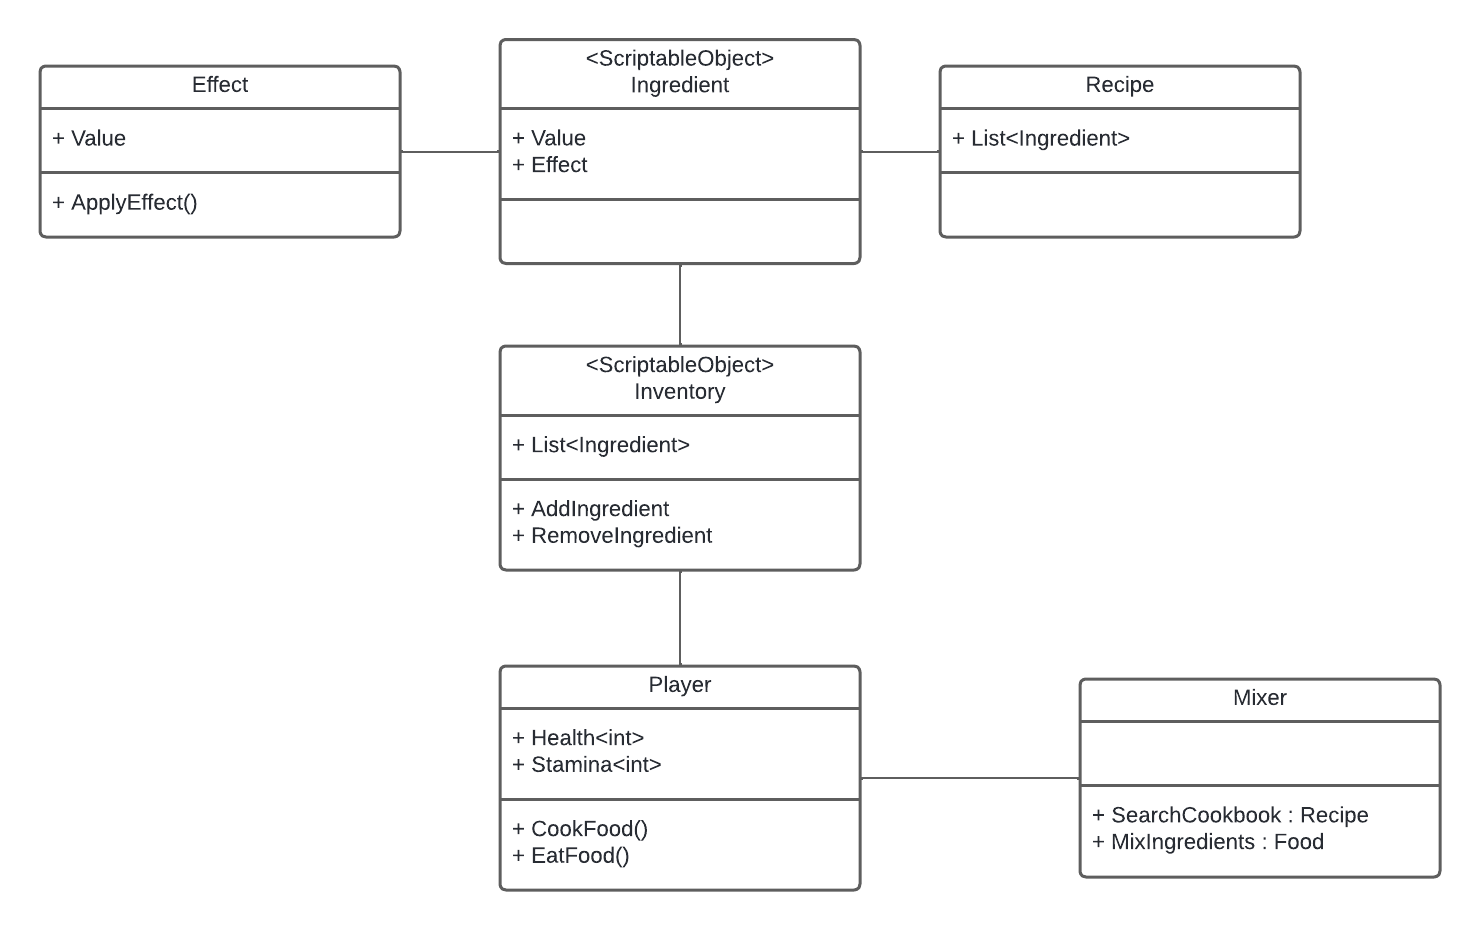 Effect
+ Value
+ ApplyEffect()
<ScriptableObject>
Ingredient
+ Value
+ Effect
Recipe
+ List<Ingredient>
<ScriptableObject>
Inventory
+ List<Ingredient>
+ AddIngredient
+ RemoveIngredient
Player
+ Health<int>
+ Stamina<int>
+ CookFood()
+ EatFood()
Mixer
+ SearchCookbook : Recipe
+ MixIngredients : Food